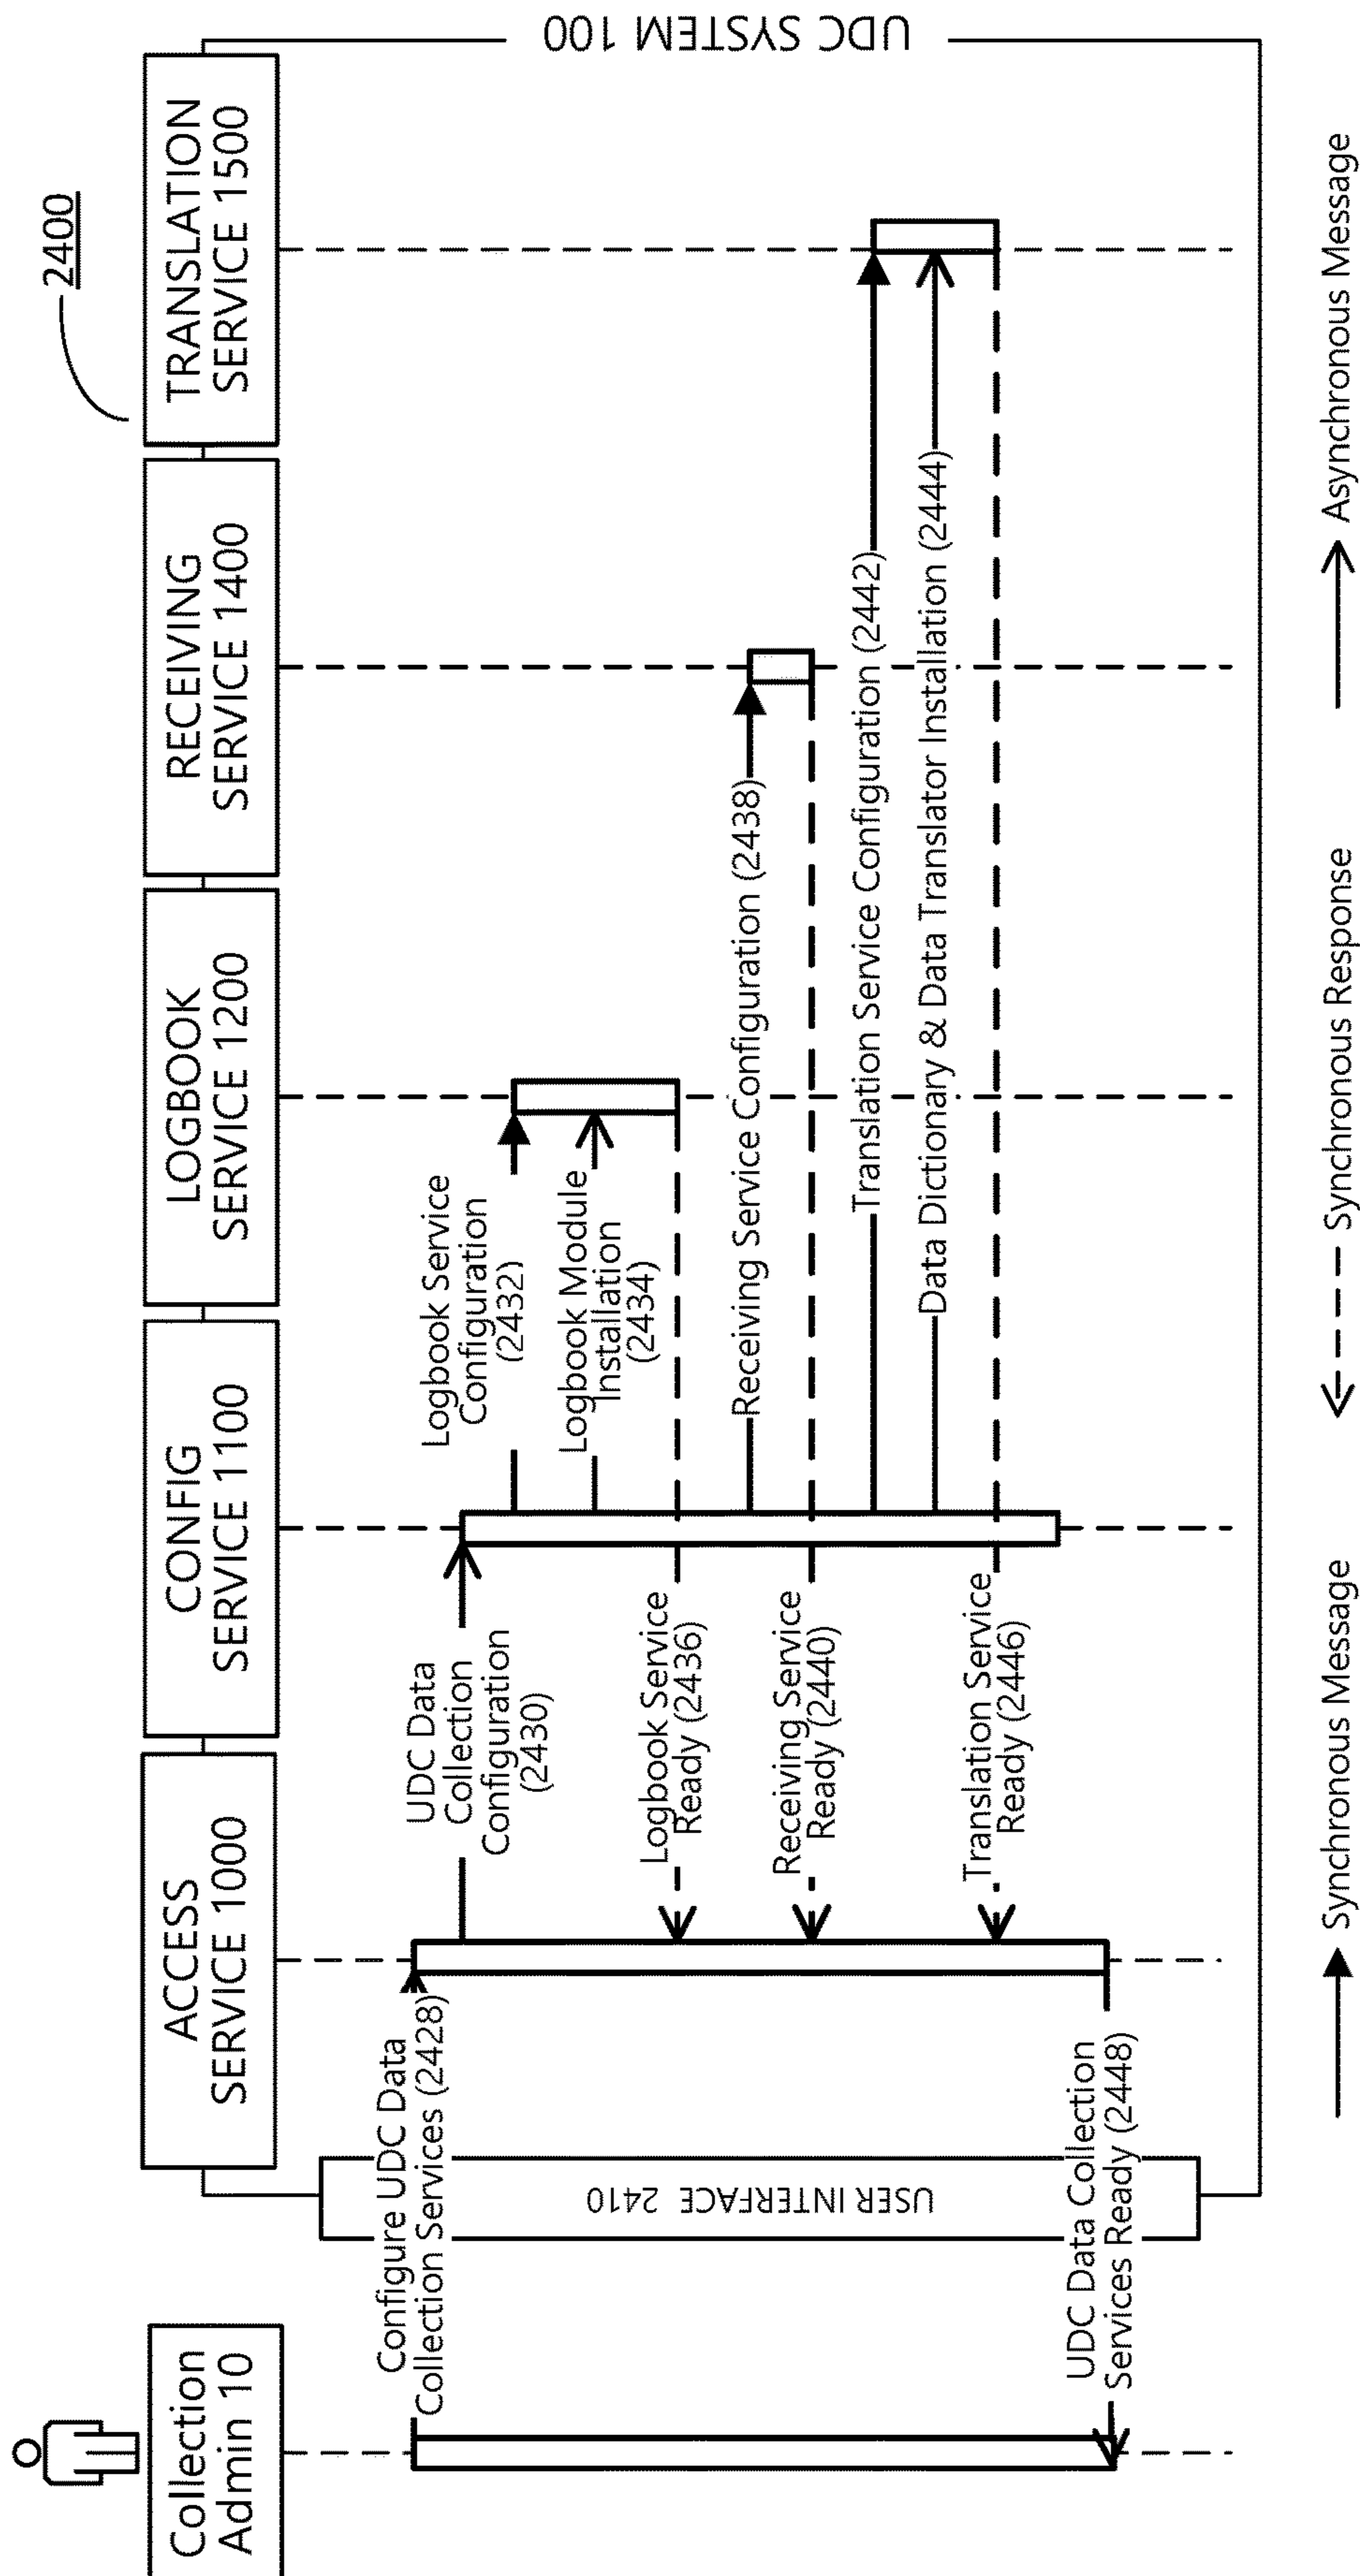 2400
Collection
Admin 10
ACCESS
SERVICE 1000
CONFIG
SERVICE 1100
LOGBOOK
SERVICE 1200
RECEIVING
SERVICE 1400
TRANSLATION
SERVICE 1500
UDC SYSTEM 100
USER INTERFACE 2410
Configure UDC Data
Collection Services (2428)
UDC Data
Collection
Configuration
(2430)
Logbook Service
Configuration
(2432)
Logbook Module
Installation
(2434)
Logbook Service
Ready (2436)
Receiving Service Configuration (2438)
Receiving Service
Ready (2440)
Translation Service Configuration (2442)
Data Dictionary & Data Translator Installation (2444)
Translation Service
Ready (2446)
UDC Data Collection
Services Ready (2448)
Synchronous Message
Synchronous Response
Asynchronous Message